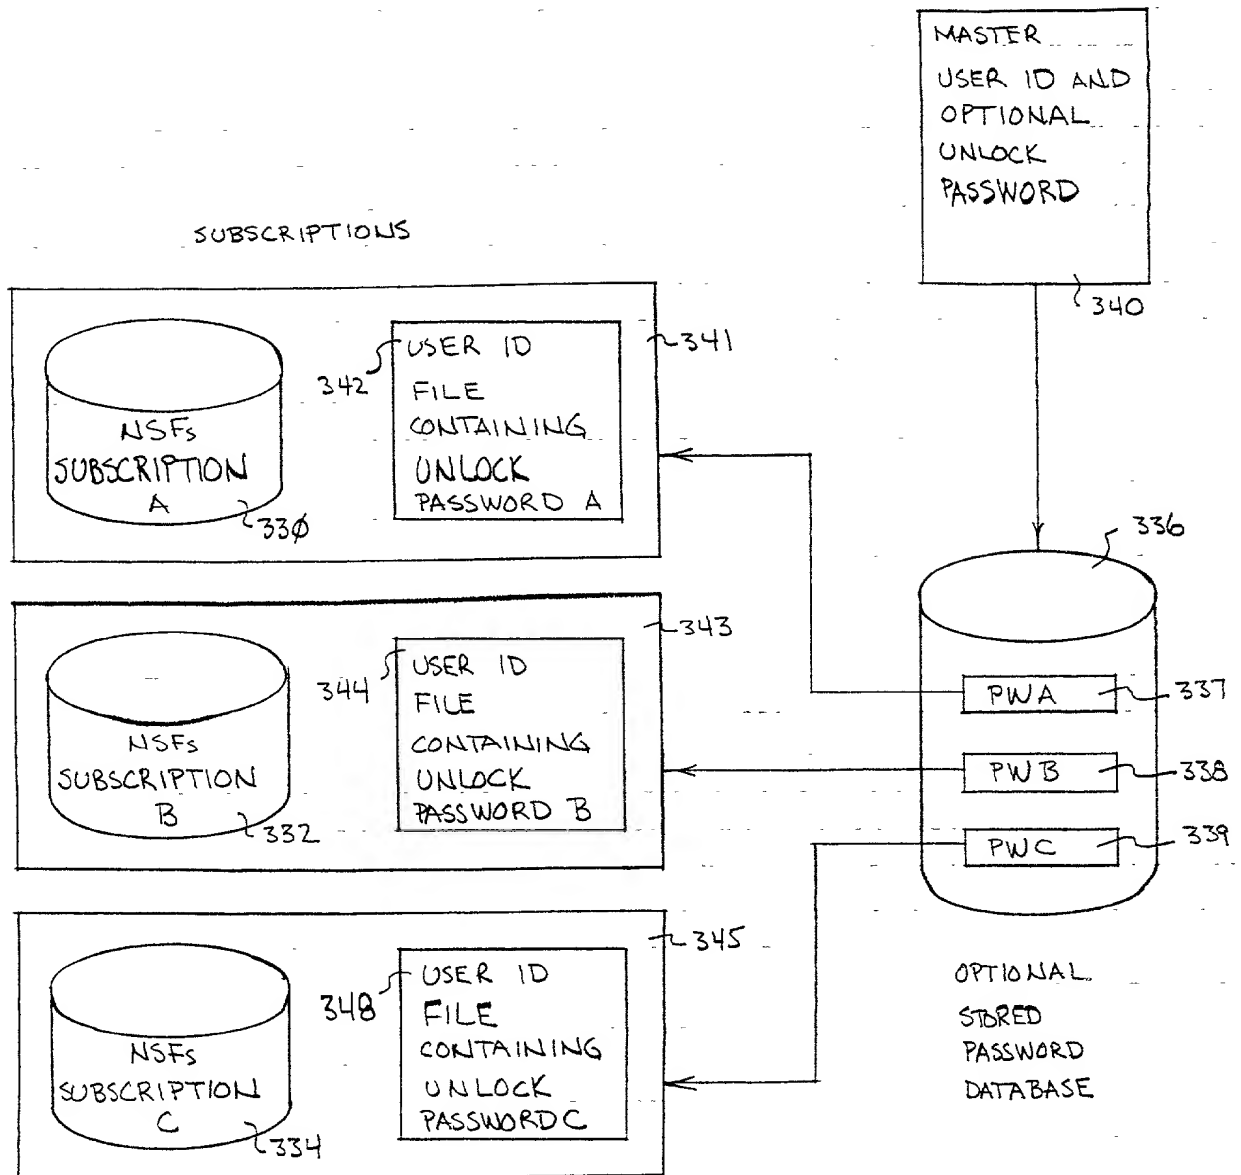 MASTER
USER ID AND
OPTIONAL
UNLOCK
PASSWORD
340
SUBSCRIPTIONS
NSFs
SUBSCRIPTION
A
330
342
USER ID
FILE
CONTAINING
UNLOCK
PASSWORD A
341
NSFs
SUBSCRIPTION
B
332
344
USER ID
FILE
CONTAINING
UNLOCK
PASSWORD B
343
NSFs
SUBSCRIPTION
C
334
348
USER ID
FILE
CONTAINING
UNLOCK
PASSWORD C
345
336
PWA
337
PWB
338
PWC
339
OPTIONAL
STORED
PASSWORD
DATABASE